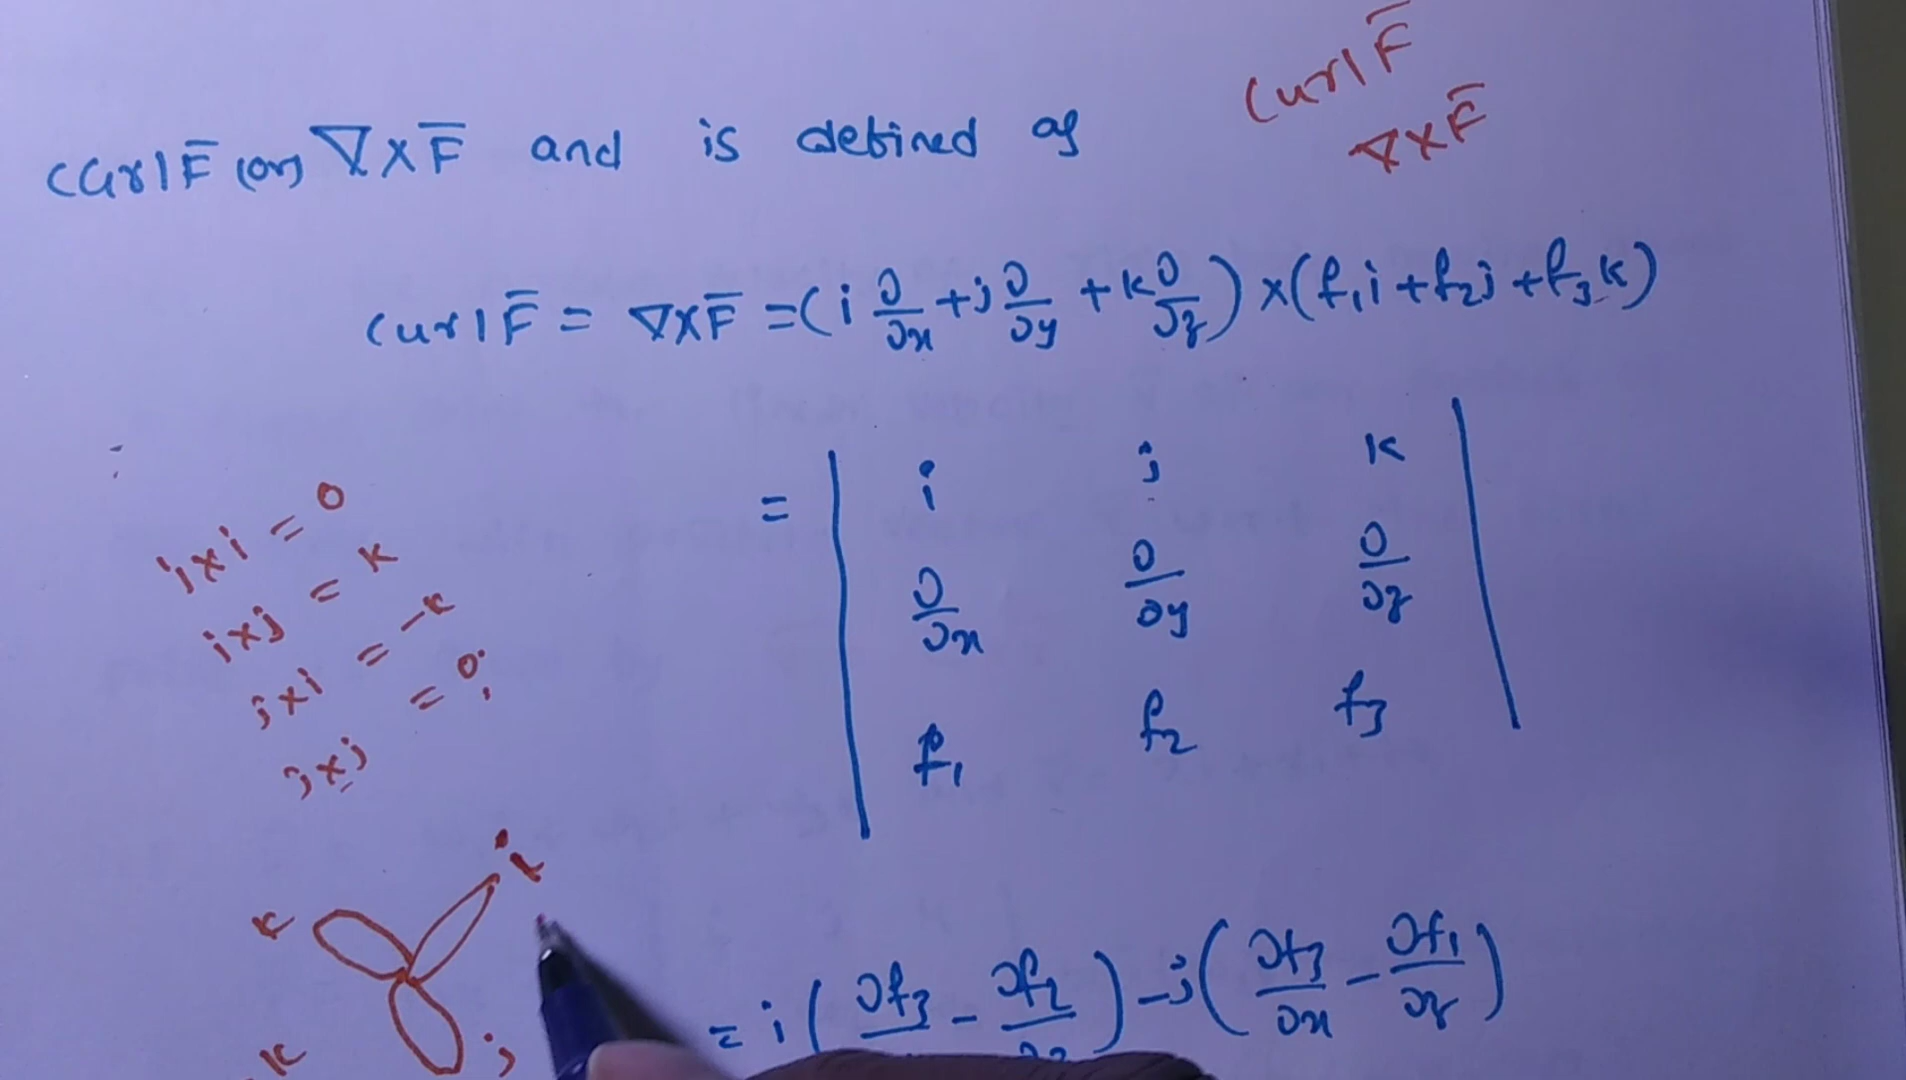 curl F̅ (or) ∇×F̅ and is defined as
curl F̅
∇×F̅
curl F̅ = ∇×F̅ = (i ∂/∂x + j ∂/∂y + k ∂/∂z) × (f₁i + f₂j + f₃k)
= | i j k |
| ∂/∂x ∂/∂y ∂/∂z |
| f₁ f₂ f₃ |
i×i = 0
i×j = k
j×i = -k
j×j = 0;
i
k
j
k
= i( ∂f₃ - ∂f₂ ) - j( ∂f₃/∂x - ∂f₁/∂z )